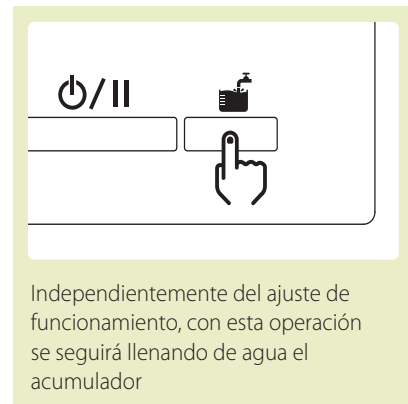 Independientemente del ajuste de
funcionamiento, con esta operación
se seguirá llenando de agua el
acumulador